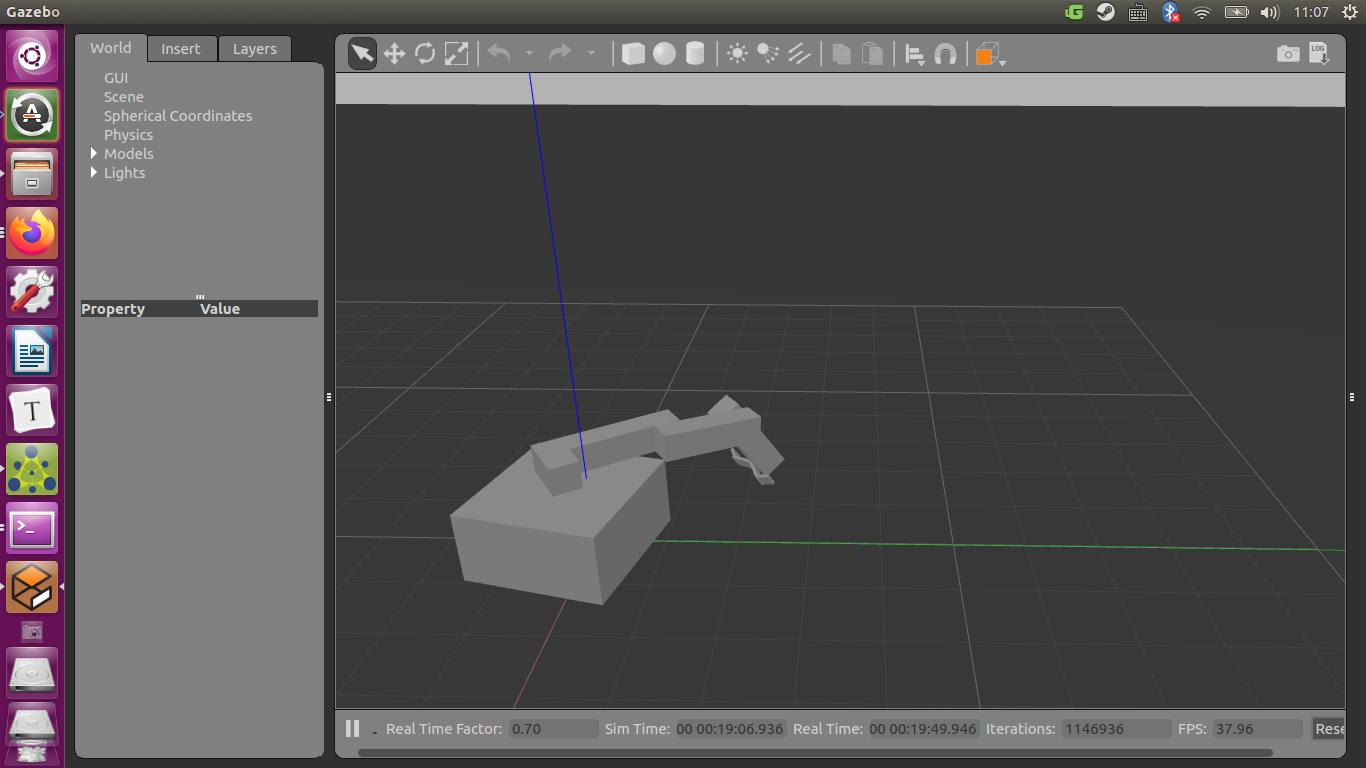 Gazebo
11:07
World Insert Layers
GUI
Scene
Spherical Coordinates
Physics
Models
Lights
Property Value
LOG
A
T
>_
Real Time Factor: 0.70 Sim Time: 00 00:19:06.936 Real Time: 00 00:19:49.946 Iterations: 1146936 FPS: 37.96 Rese